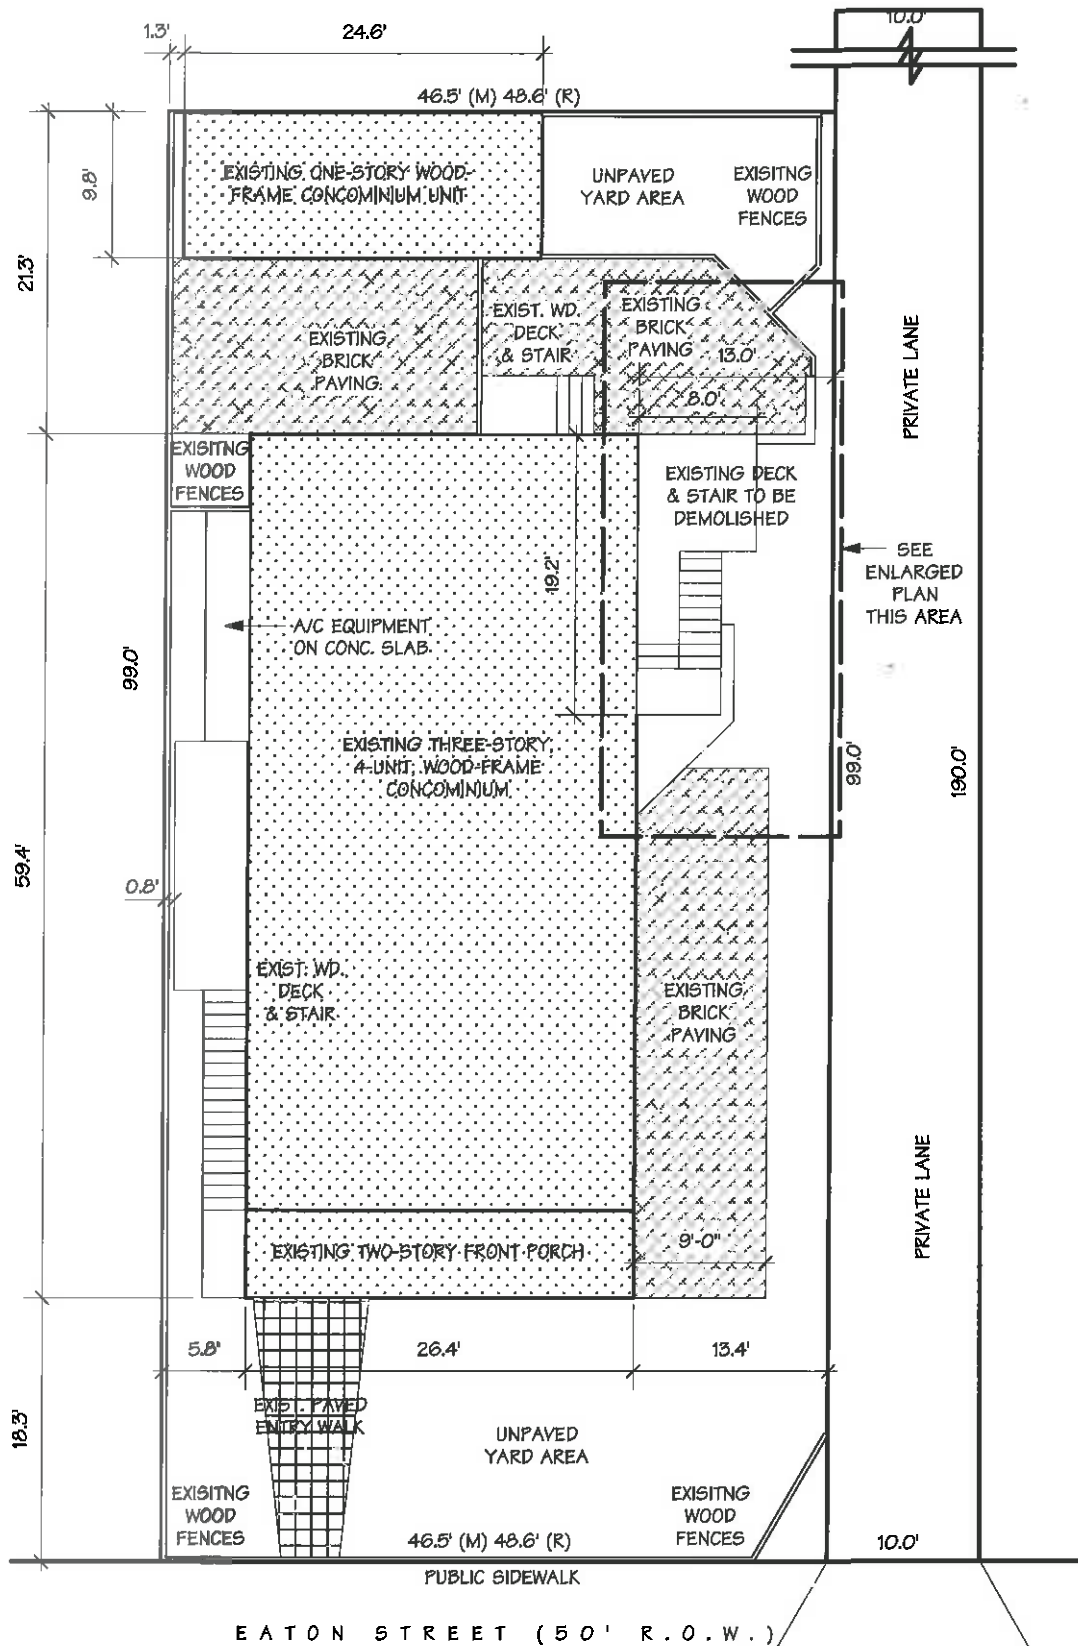 10.0'
1.3'
24.6'
46.5' (M) 48.6' (R)
9.8'
EXISTING ONE-STORY WOOD-
FRAME CONCOMINIUM UNIT
UNPAVED
YARD AREA
EXISITNG
WOOD
FENCES
21.3'
EXISTING
BRICK
PAVING
EXIST. WD.
DECK
& STAIR
EXISTING
BRICK
PAVING
13.0'
8.0'
PRIVATE LANE
EXISITNG
WOOD
FENCES
EXISTING DECK
& STAIR TO BE
DEMOLISHED
19.2'
SEE
ENLARGED
PLAN
THIS AREA
A/C EQUIPMENT
ON CONC. SLAB
99.0'
EXISTING THREE-STORY,
4-UNIT, WOOD-FRAME
CONCOMINIUM
99.0'
190.0'
59.4'
0.8'
EXIST. WD.
DECK
& STAIR
EXISTING
BRICK
PAVING
PRIVATE LANE
EXISTING TWO-STORY FRONT PORCH
9'-0"
5.8'
26.4'
13.4'
18.3'
EXIST. PAVED
ENTRY WALK
UNPAVED
YARD AREA
EXISITNG
WOOD
FENCES
EXISITNG
WOOD
FENCES
46.5' (M) 48.6' (R)
10.0'
PUBLIC SIDEWALK
EATON STREET (50' R.O.W.)